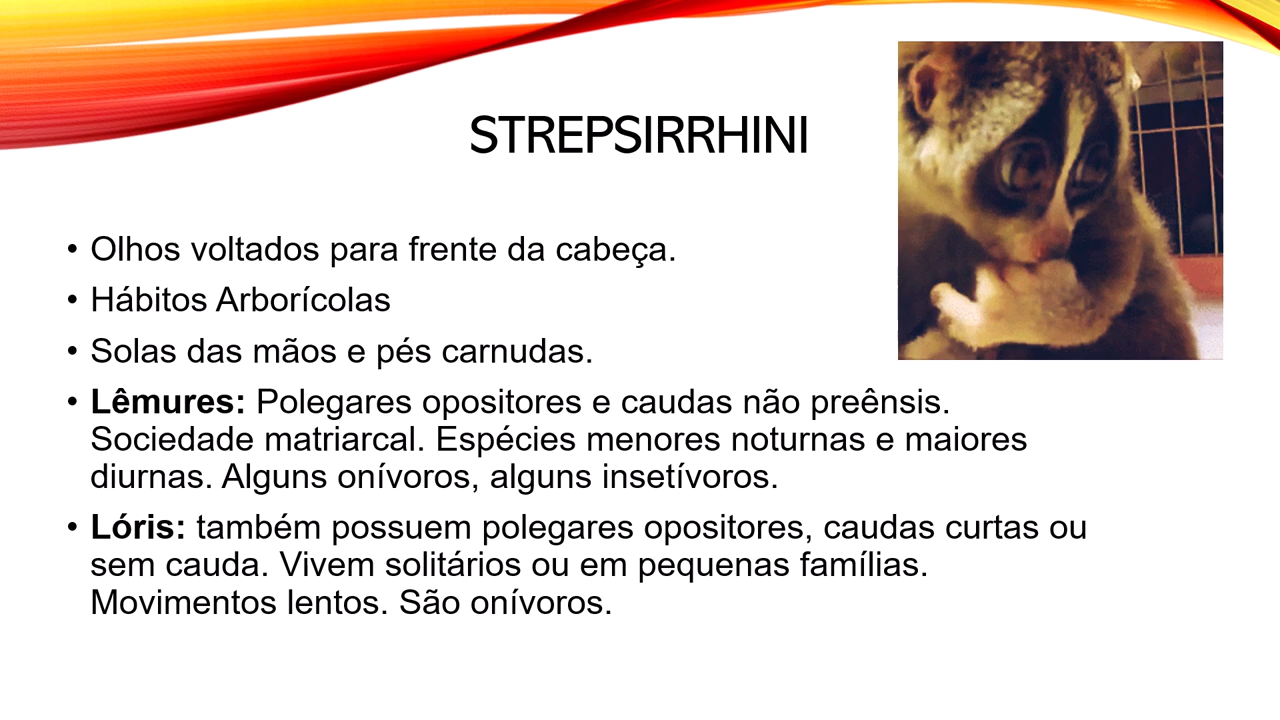 STREPSIRRHINI
• Olhos voltados para frente da cabeça.
• Hábitos Arborícolas
• Solas das mãos e pés carnudas.
• Lêmures: Polegares opositores e caudas não preênsis.
Sociedade matriarcal. Espécies menores noturnas e maiores
diurnas. Alguns onívoros, alguns insetívoros.
• Lóris: também possuem polegares opositores, caudas curtas ou
sem cauda. Vivem solitários ou em pequenas famílias.
Movimentos lentos. São onívoros.